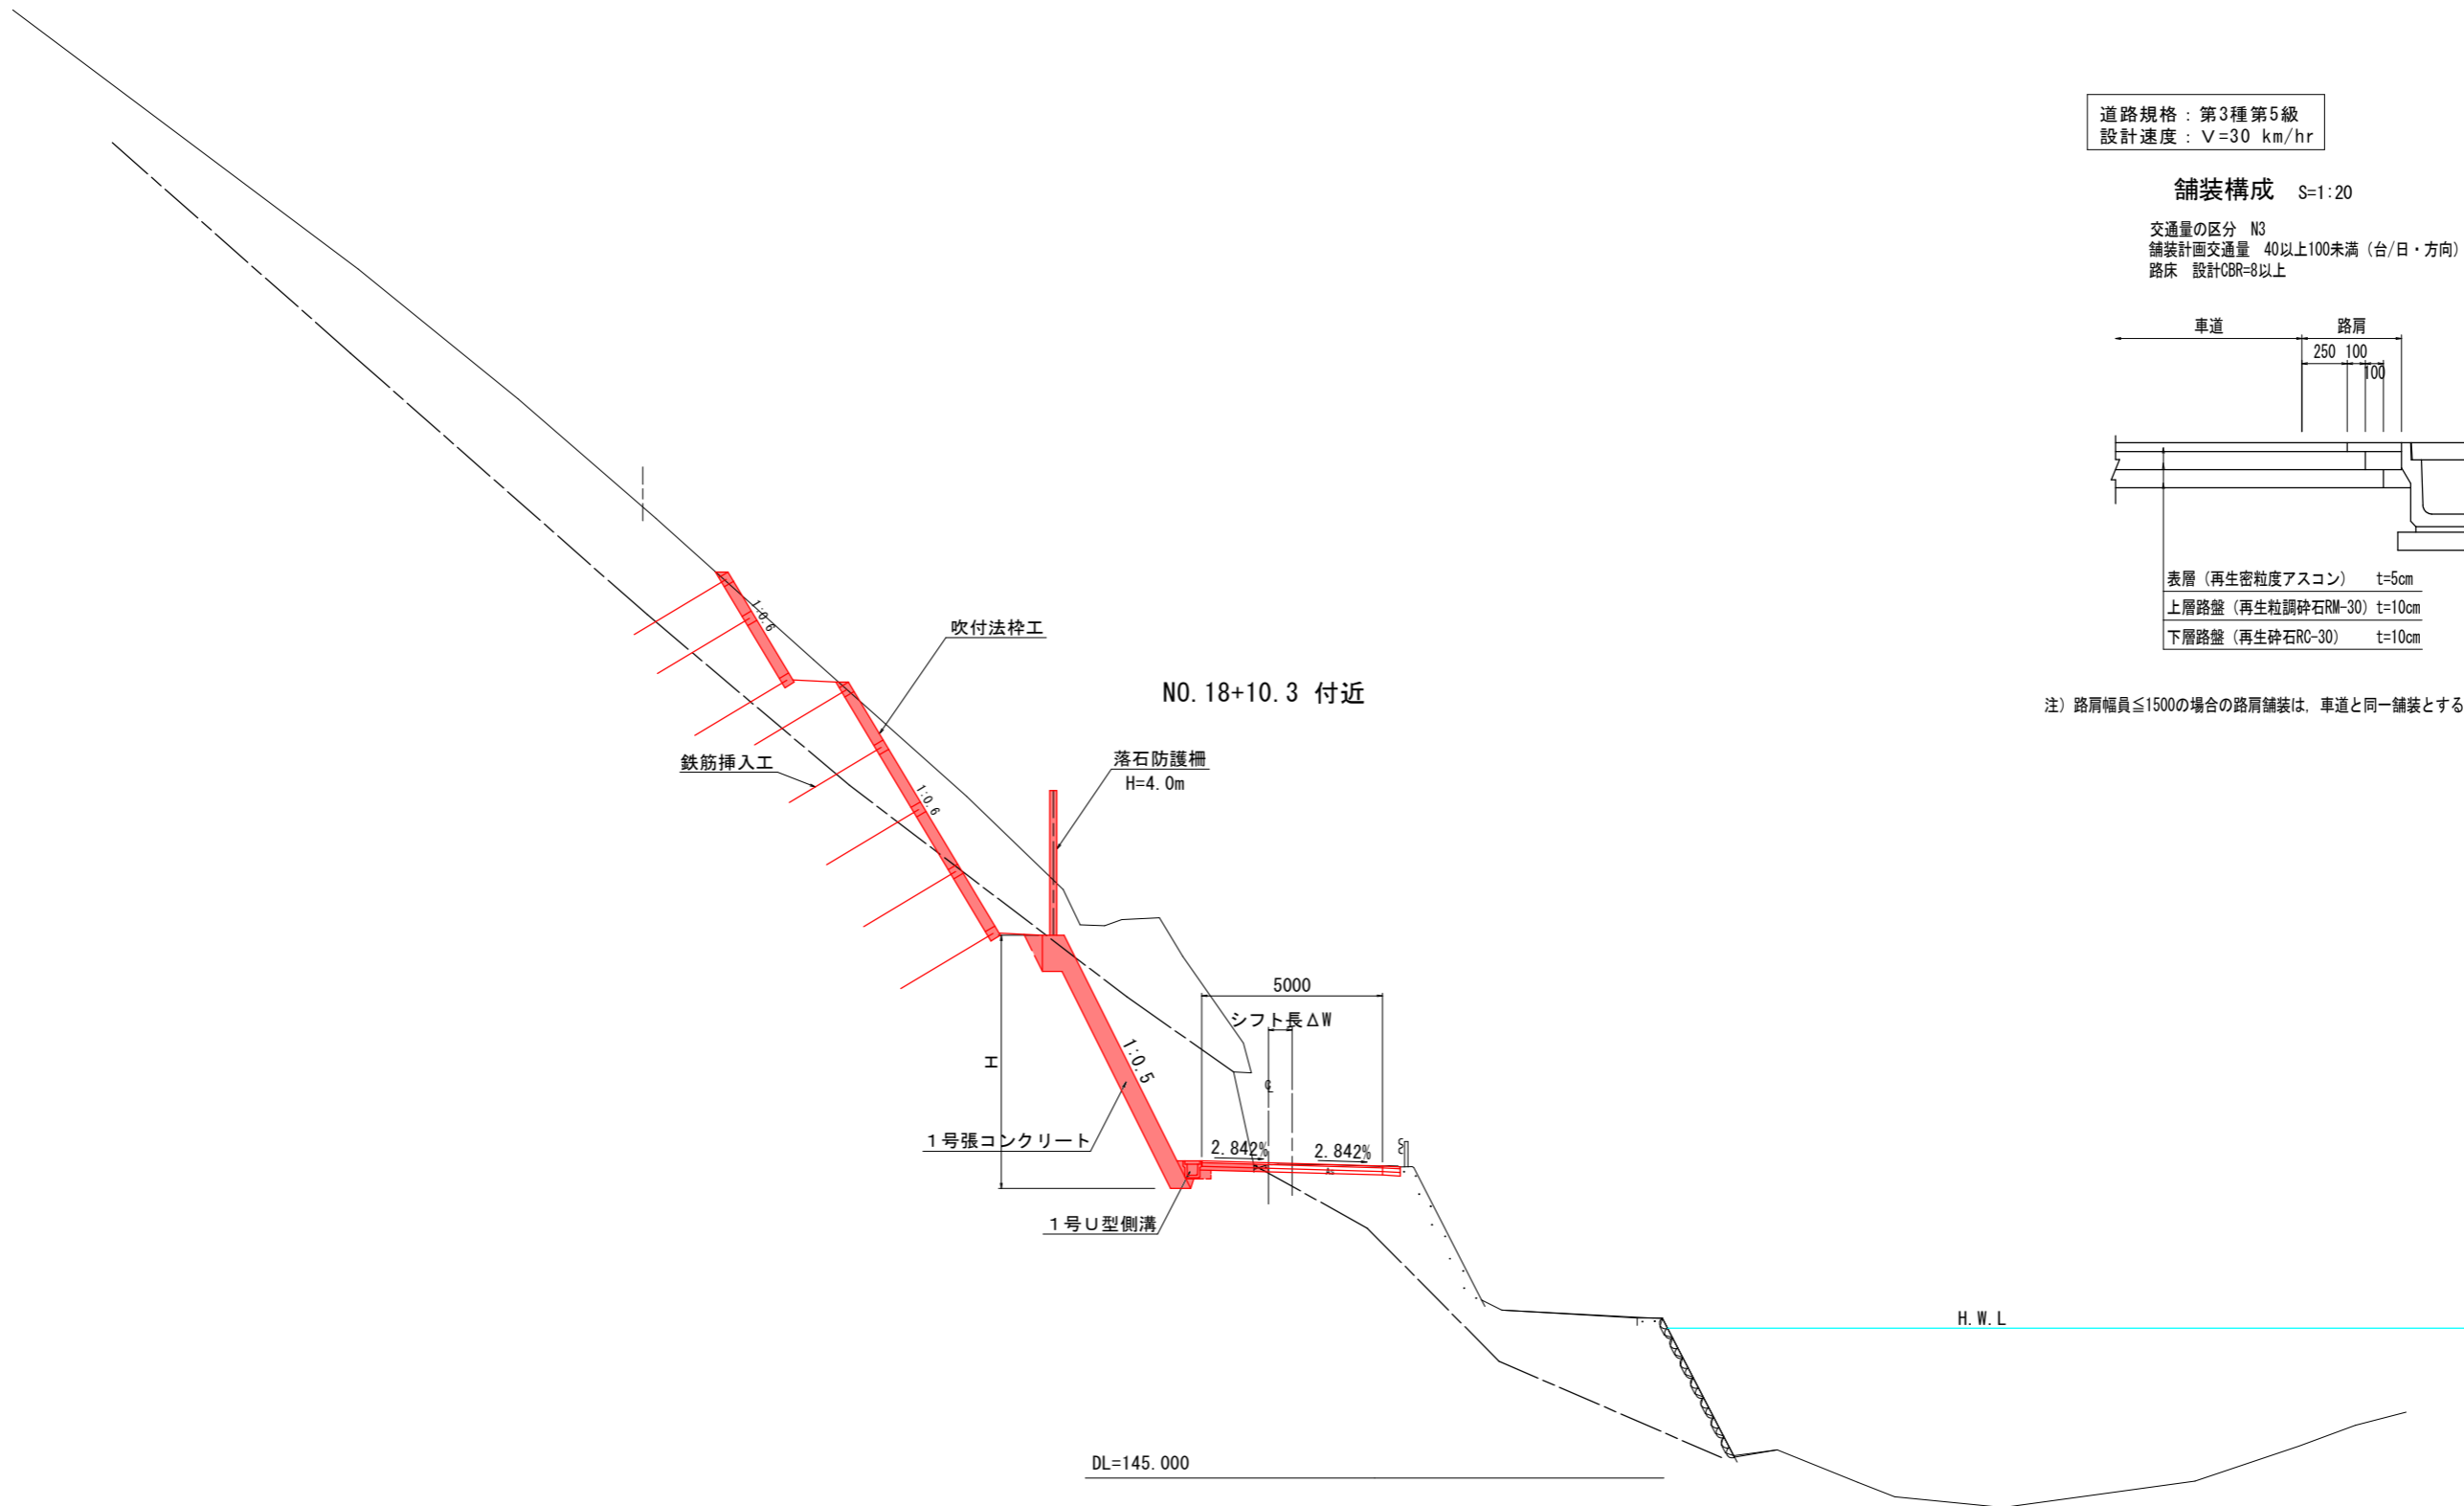 道路規格：第3種第5級
設計速度：V=30 km/hr
舗装構成 S=1:20
交通量の区分 N3
舗装計画交通量 40以上100未満（台/日・方向）
路床 設計CBR=8以上
車道 路肩
250 100
100
表層（再生密粒度アスコン） t=5cm
上層路盤（再生粒調砕石RM-30） t=10cm
下層路盤（再生砕石RC-30） t=10cm
注）路肩幅員≦1500の場合の路肩舗装は，車道と同一舗装とする
1:0.6
吹付法枠工
NO.18+10.3 付近
鉄筋挿入工
落石防護柵
H=4.0m
1:0.6
5000
シフト長ΔW
H
1:0.5
CL
1号張コンクリート
2.842%
2.842%
As
1号U型側溝
H.W.L
DL=145.000